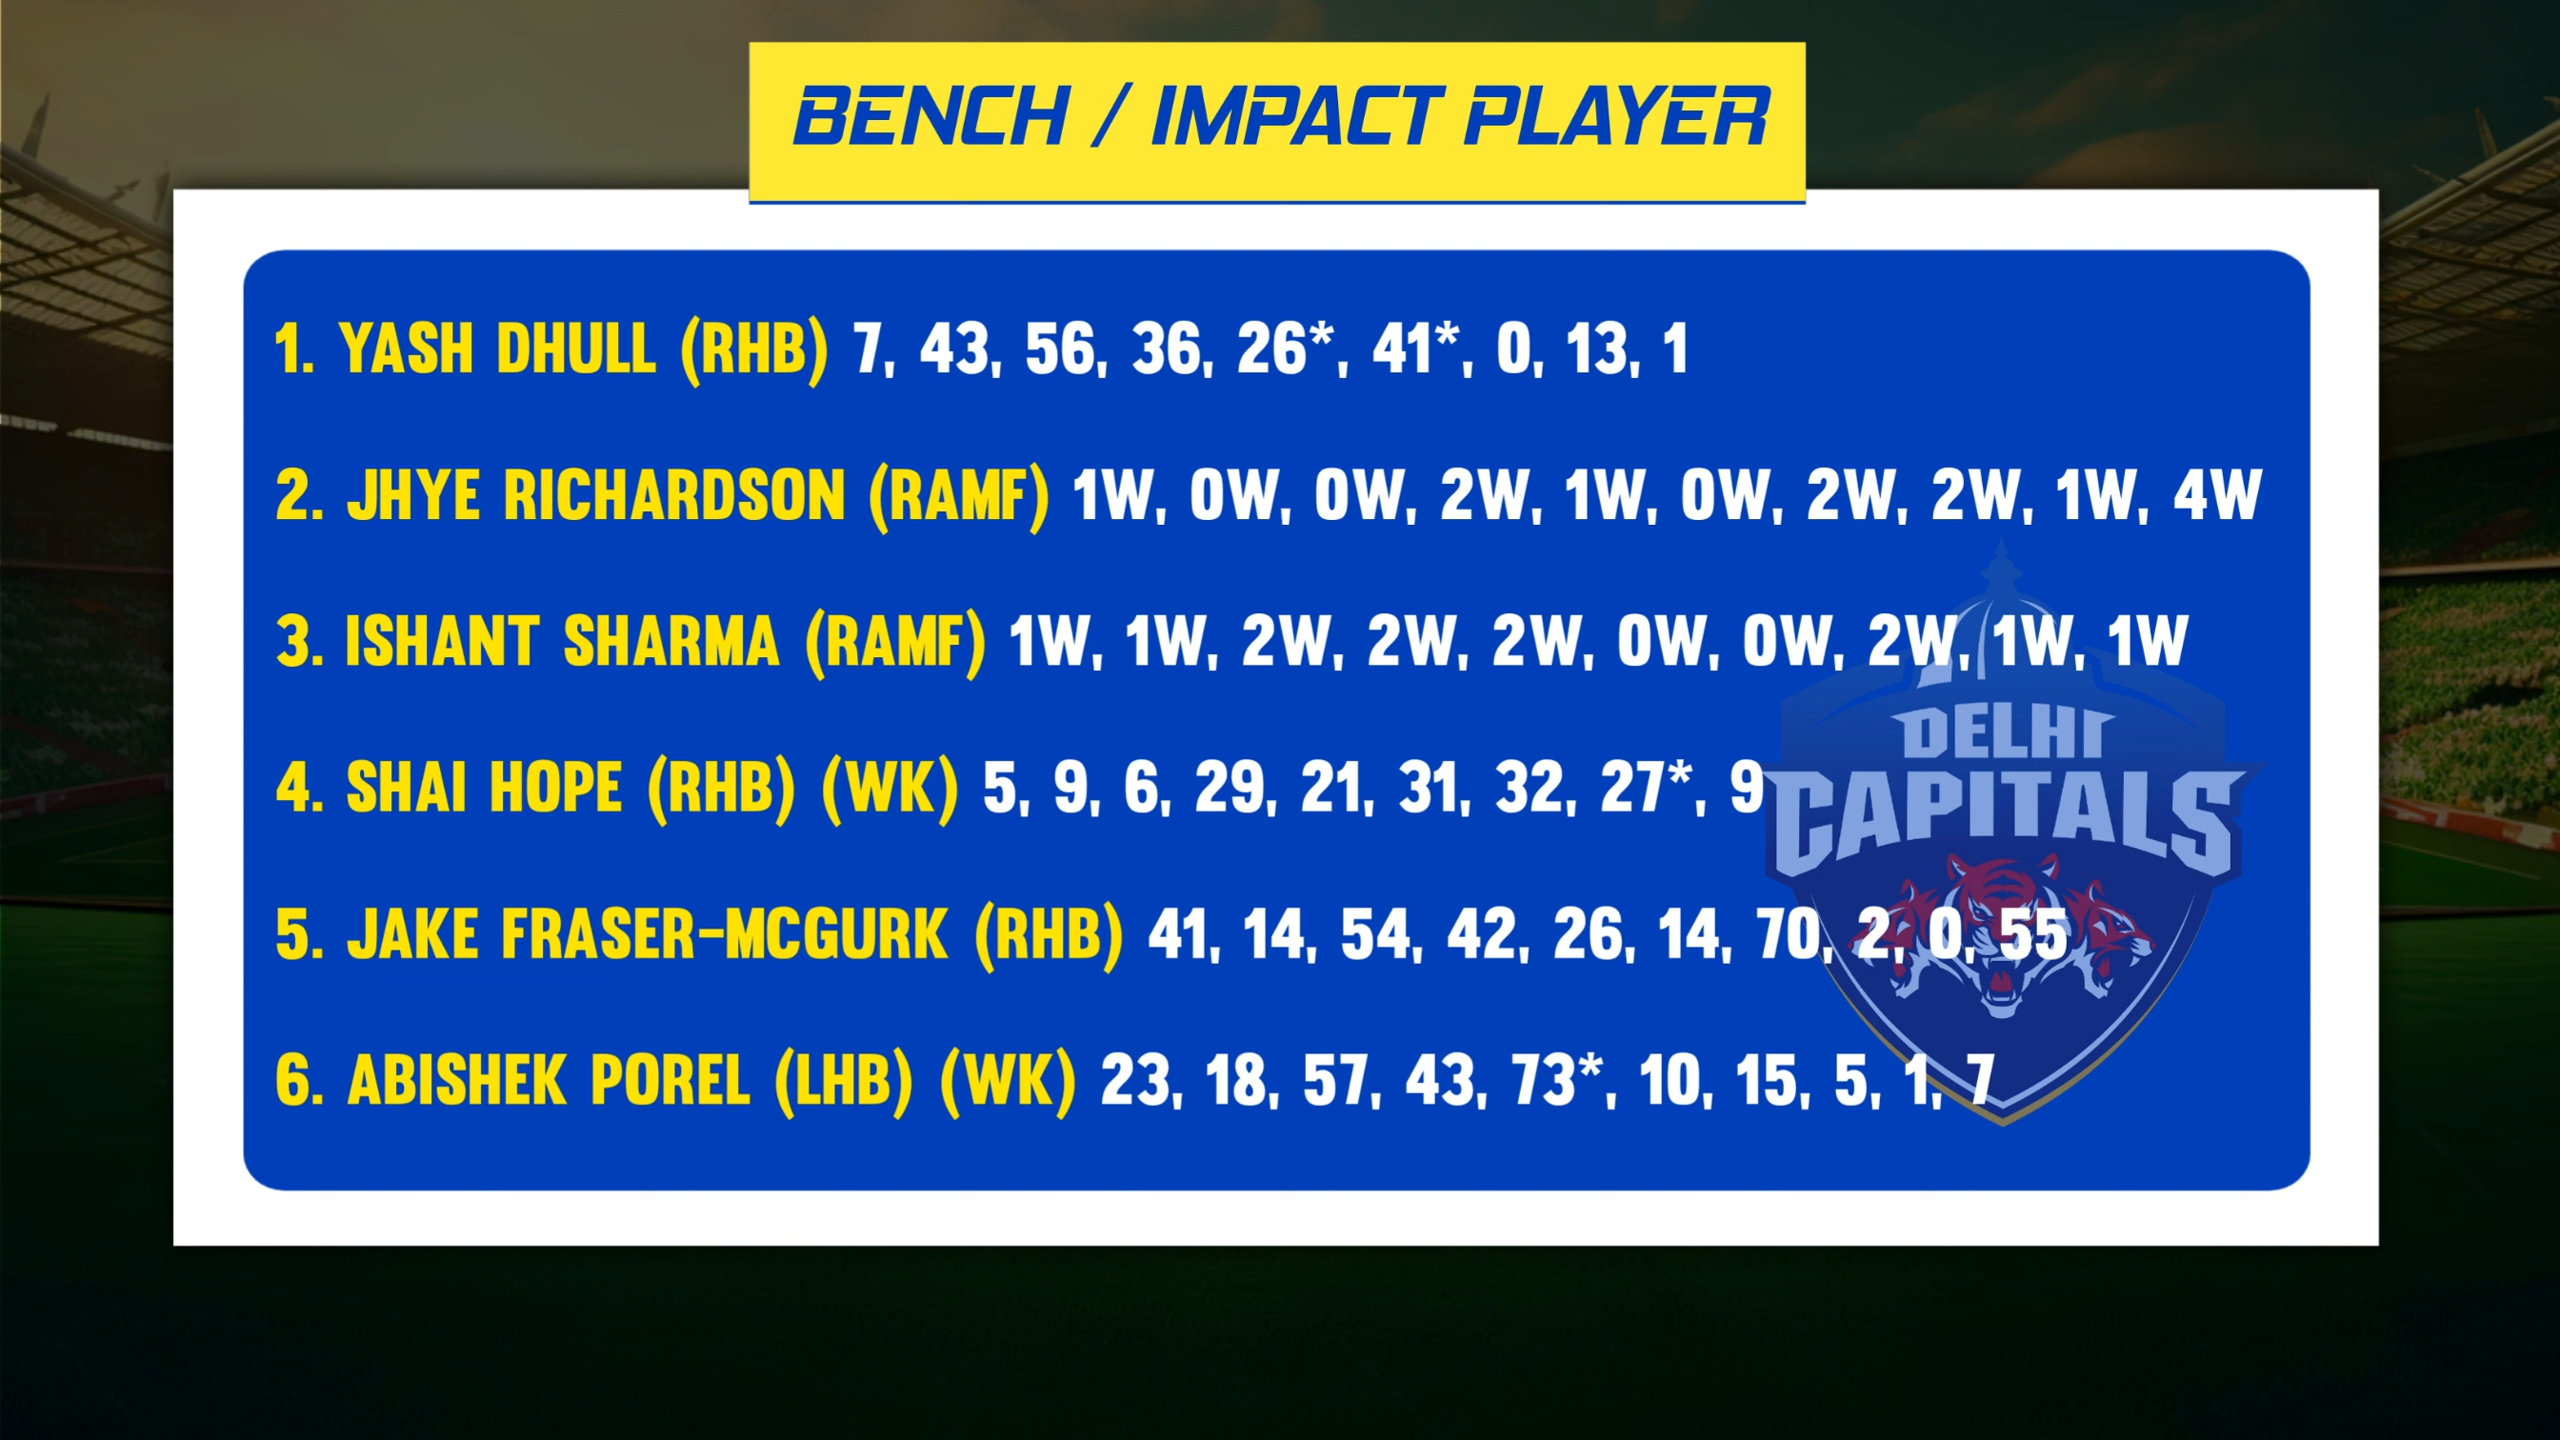 BENCH / IMPACT PLAYER
1. YASH DHULL (RHB) 7, 43, 56, 36, 26*, 41*, 0, 13, 1
2. JHYE RICHARDSON (RAMF) 1W, 0W, 0W, 2W, 1W, 0W, 2W, 2W, 1W, 4W
3. ISHANT SHARMA (RAMF) 1W, 1W, 2W, 2W, 2W, 0W, 0W, 2W, 1W, 1W
DELHI
4. SHAI HOPE (RHB) (WK) 5, 9, 6, 29, 21, 31, 32, 27*, 9
CAPITALS
5. JAKE FRASER-MCGURK (RHB) 41, 14, 54, 42, 26, 14, 70, 2, 0, 55
6. ABISHEK POREL (LHB) (WK) 23, 18, 57, 43, 73*, 10, 15, 5, 1, 7